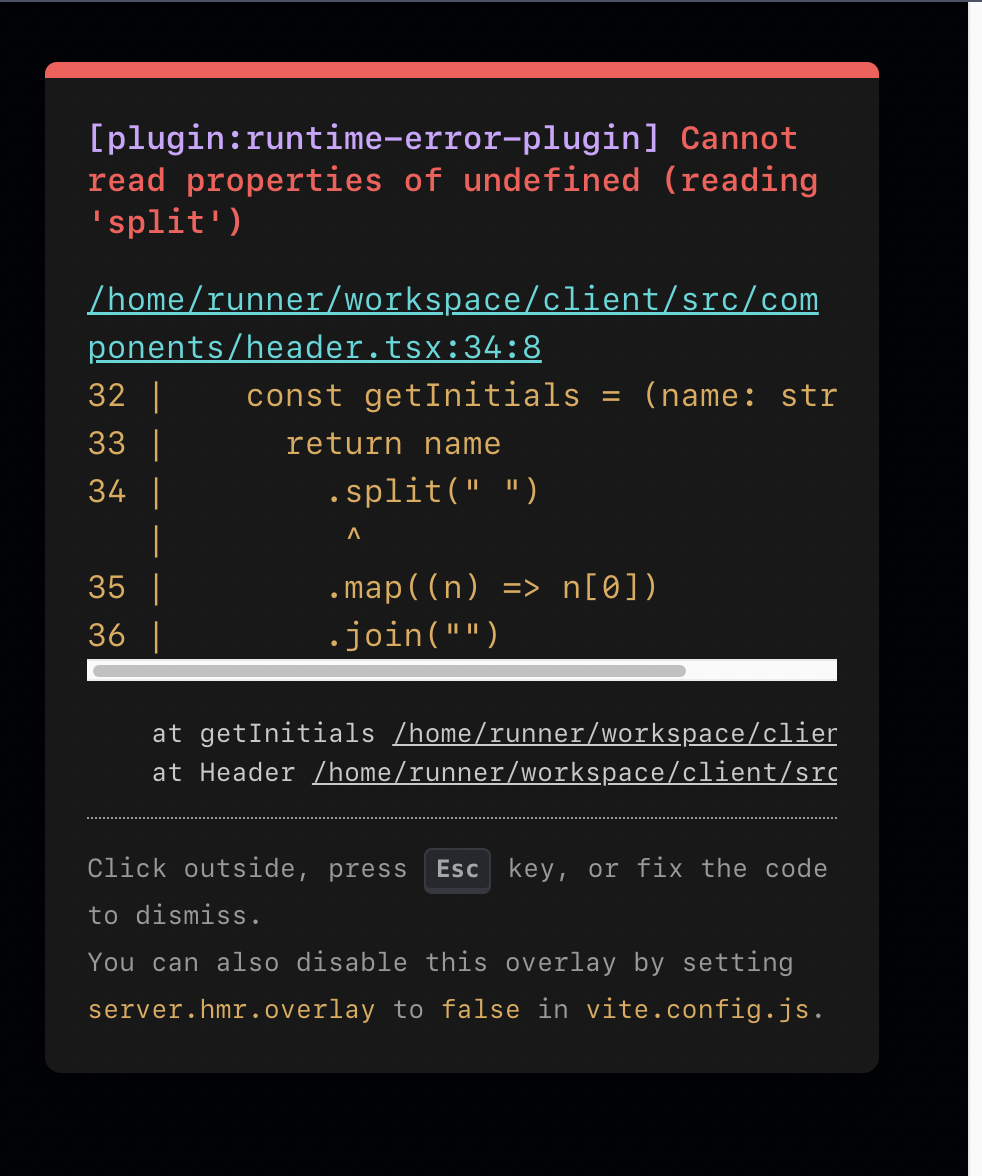 [plugin:runtime-error-plugin] Cannot
read properties of undefined (reading
'split')
/home/runner/workspace/client/src/com
ponents/header.tsx:34:8
32 |    const getInitials = (name: str
33 |      return name
34 |        .split(" ")
   |         ^
35 |        .map((n) => n[0])
36 |        .join("")
at getInitials /home/runner/workspace/clien
at Header /home/runner/workspace/client/src
Click outside, press Esc key, or fix the code
to dismiss.
You can also disable this overlay by setting
server.hmr.overlay to false in vite.config.js.